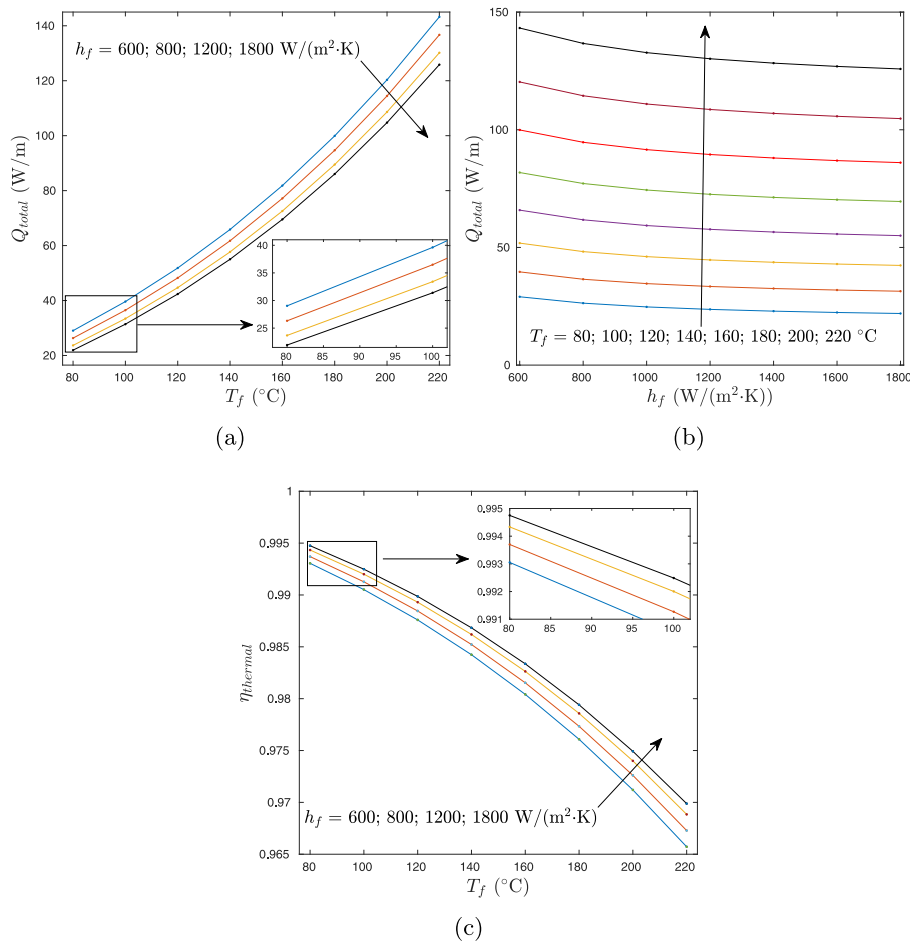 h_f = 600; 800; 1200; 1800 W/(m²·K)
Q_total (W/m)
140
120
100
80
60
40
20
40
35
30
25
80 85 90 95 100
80 100 120 140 160 180 200 220
T_f (°C)
(a)
Q_total (W/m)
150
100
50
0
T_f = 80; 100; 120; 140; 160; 180; 200; 220 °C
600 800 1000 1200 1400 1600 1800
h_f (W/(m²·K))
(b)
η_thermal
1
0.995
0.99
0.985
0.98
0.975
0.97
0.965
0.995
0.994
0.993
0.992
0.991
80 85 90 95 100
h_f = 600; 800; 1200; 1800 W/(m²·K)
80 100 120 140 160 180 200 220
T_f (°C)
(c)